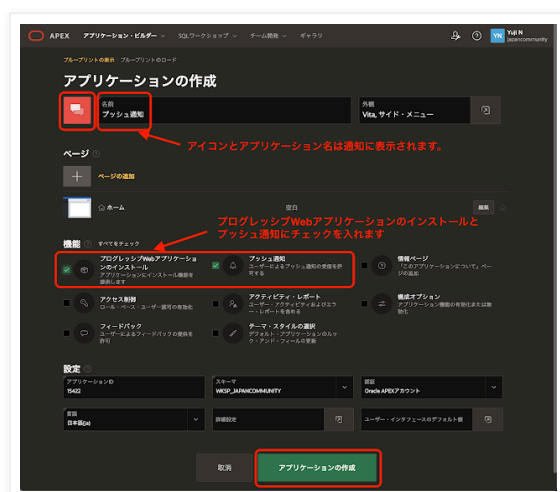 APEX アプリケーション・ビルダー SQLワークショップ チーム開発 ギャラリ YN Yuji N
japancommunity
ブループリントの表示 ブループリントのロード
アプリケーションの作成
名前
プッシュ通知
外観
Vita, サイド・メニュー
アイコンとアプリケーション名は通知に表示されます。
ページ
ページの追加
ホーム 空白 編集
プログレッシブWebアプリケーションのインストールと
プッシュ通知にチェックを入れます
機能 すべてをチェック
プログレッシブWebアプリケーショ
ンのインストール
アプリケーションにインストール機能を
提供します
プッシュ通知
ユーザーによるプッシュ通知の受信を許
可する
情報ページ
「このアプリケーションについて」ペー
ジの追加
アクセス制御
ロール・ベース・ユーザー認可の有効化
アクティビティ・レポート
ユーザー・アクティビティおよびエラ
ー・レポートを含める
構成オプション
アプリケーション機能の有効化または無
効化
フィードバック
ユーザーによるフィードバックの提供を
許可
テーマ・スタイルの選択
デフォルト・アプリケーションのルッ
ク・アンド・フィールの更新
設定
アプリケーションID
15422
スキーマ
WKSP_JAPANCOMMUNITY
認証
Oracle APEXアカウント
言語
日本語(ja)
詳細設定
ユーザー・インタフェースのデフォルト値
取消
アプリケーションの作成